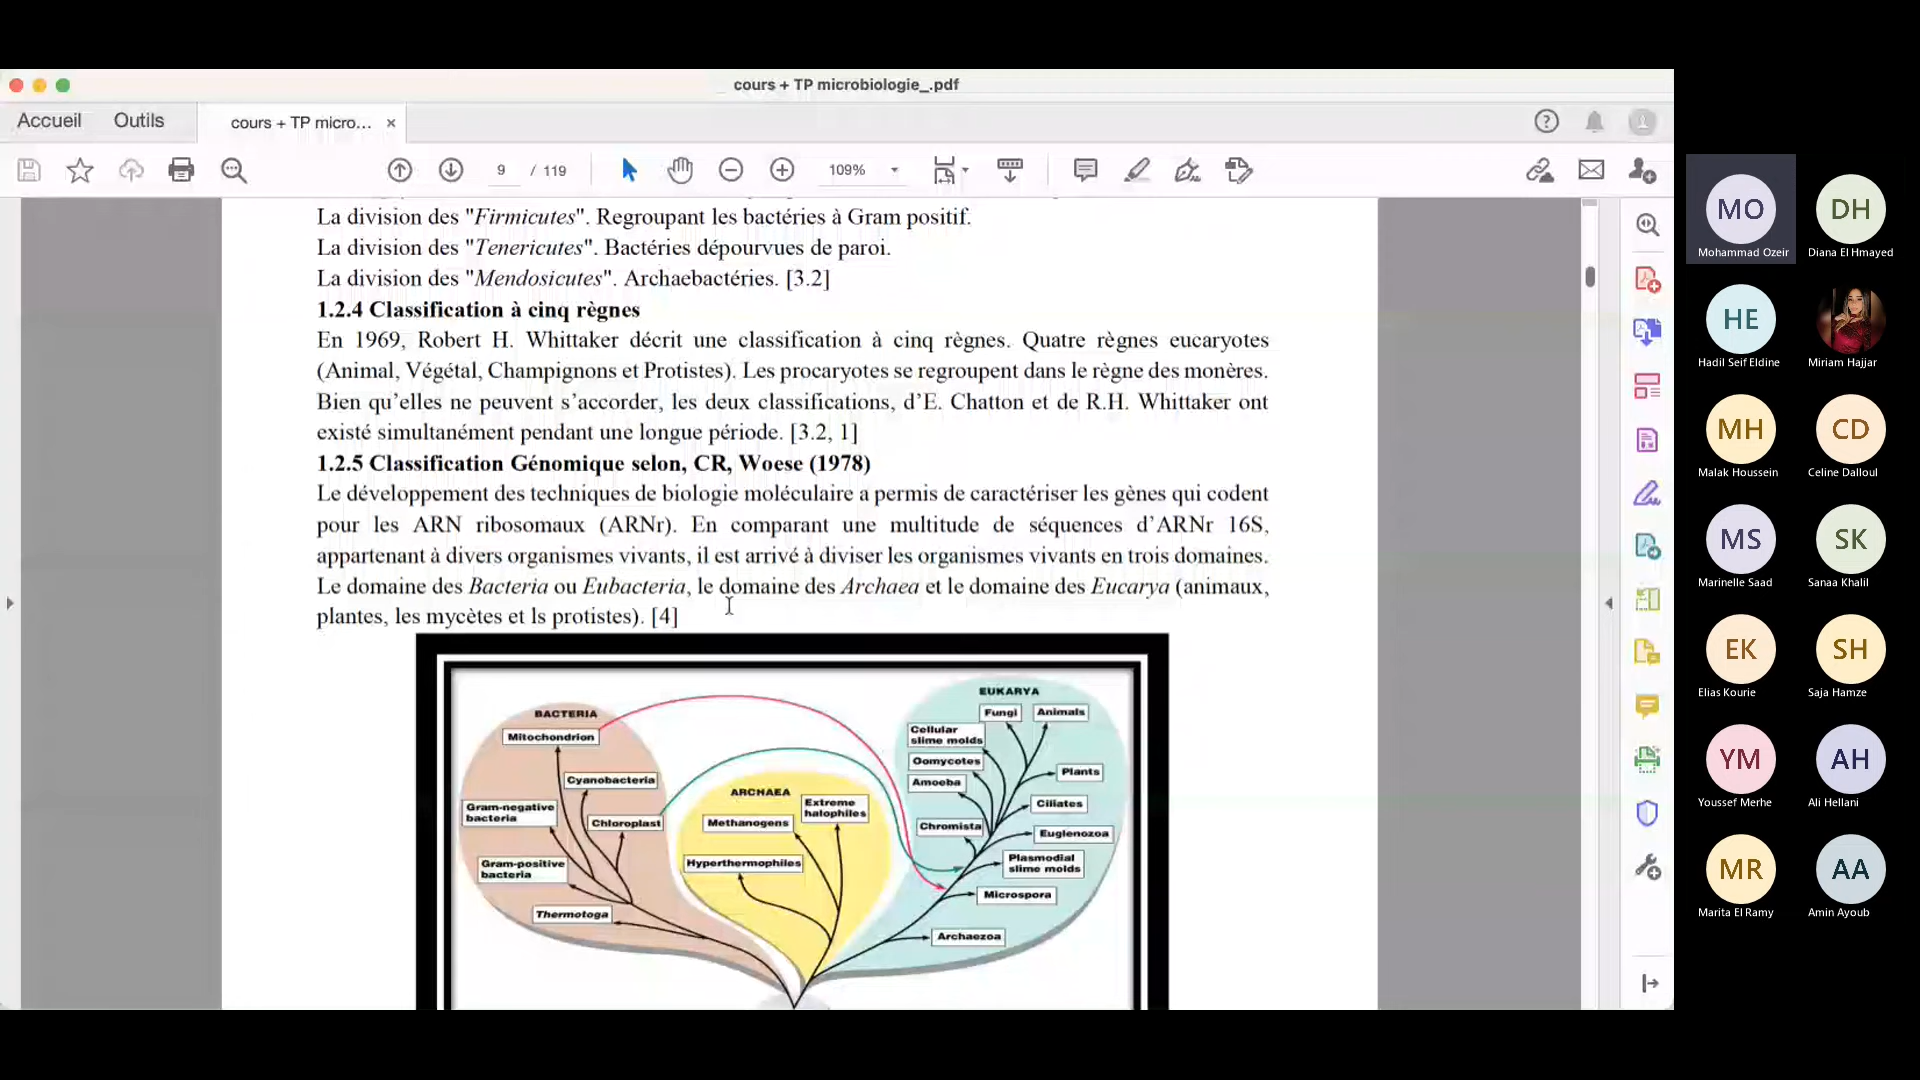 cours + TP microbiologie_.pdf
Accueil
Outils
cours + TP micro...
9 / 119
109%
La division des "Firmicutes". Regroupant les bactéries à Gram positif.
La division des "Tenericutes". Bactéries dépourvues de paroi.
La division des "Mendosicutes". Archaebactéries. [3.2]
1.2.4 Classification à cinq règnes
En 1969, Robert H. Whittaker décrit une classification à cinq règnes. Quatre règnes eucaryotes
(Animal, Végétal, Champignons et Protistes). Les procaryotes se regroupent dans le règne des monères.
Bien qu'elles ne peuvent s'accorder, les deux classifications, d'E. Chatton et de R.H. Whittaker ont
existé simultanément pendant une longue période. [3.2, 1]
1.2.5 Classification Génomique selon, CR, Woese (1978)
Le développement des techniques de biologie moléculaire a permis de caractériser les gènes qui codent
pour les ARN ribosomaux (ARNr). En comparant une multitude de séquences d'ARNr 16S,
appartenant à divers organismes vivants, il est arrivé à diviser les organismes vivants en trois domaines.
Le domaine des Bacteria ou Eubacteria, le domaine des Archaea et le domaine des Eucarya (animaux,
plantes, les mycètes et ls protistes). [4]
BACTERIA
Mitochondrion
Cyanobacteria
Gram-negative
bacteria
Chloroplast
Gram-positive
bacteria
Thermotoga
ARCHAEA
Extreme
halophiles
Methanogens
Hyperthermophiles
EUKARYA
Fungi
Animals
Cellular
slime molds
Oomycotes
Plants
Amoeba
Ciliates
Chromista
Euglenozoa
Plasmodial
slime molds
Microspora
Archaezoa
MO
Mohammad Ozeir
DH
Diana El Hmayed
HE
Hadil Seif Eldine
Miriam Hajjar
MH
Malak Houssein
CD
Celine Dalloul
MS
Marinelle Saad
SK
Sanaa Khalil
EK
Elias Kourie
SH
Saja Hamze
YM
Youssef Merhe
AH
Ali Hellani
MR
Marita El Ramy
AA
Amin Ayoub